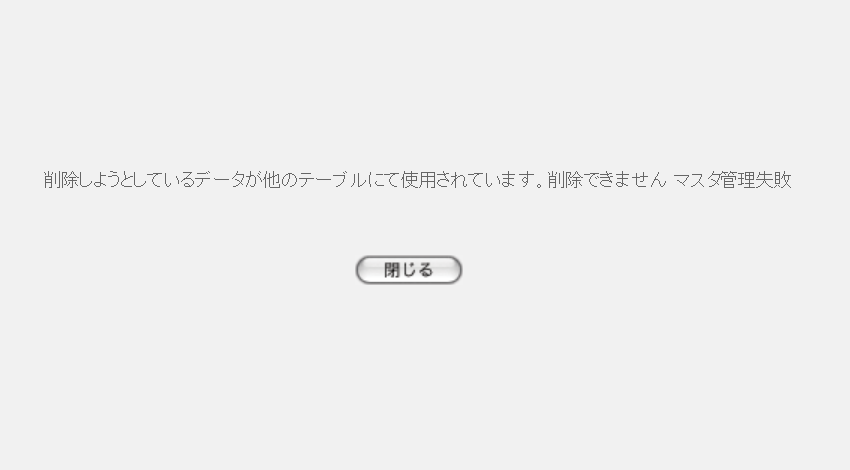 削除しようとしているデータが他のテーブルにて使用されています。削除できません マスタ管理失敗
閉じる